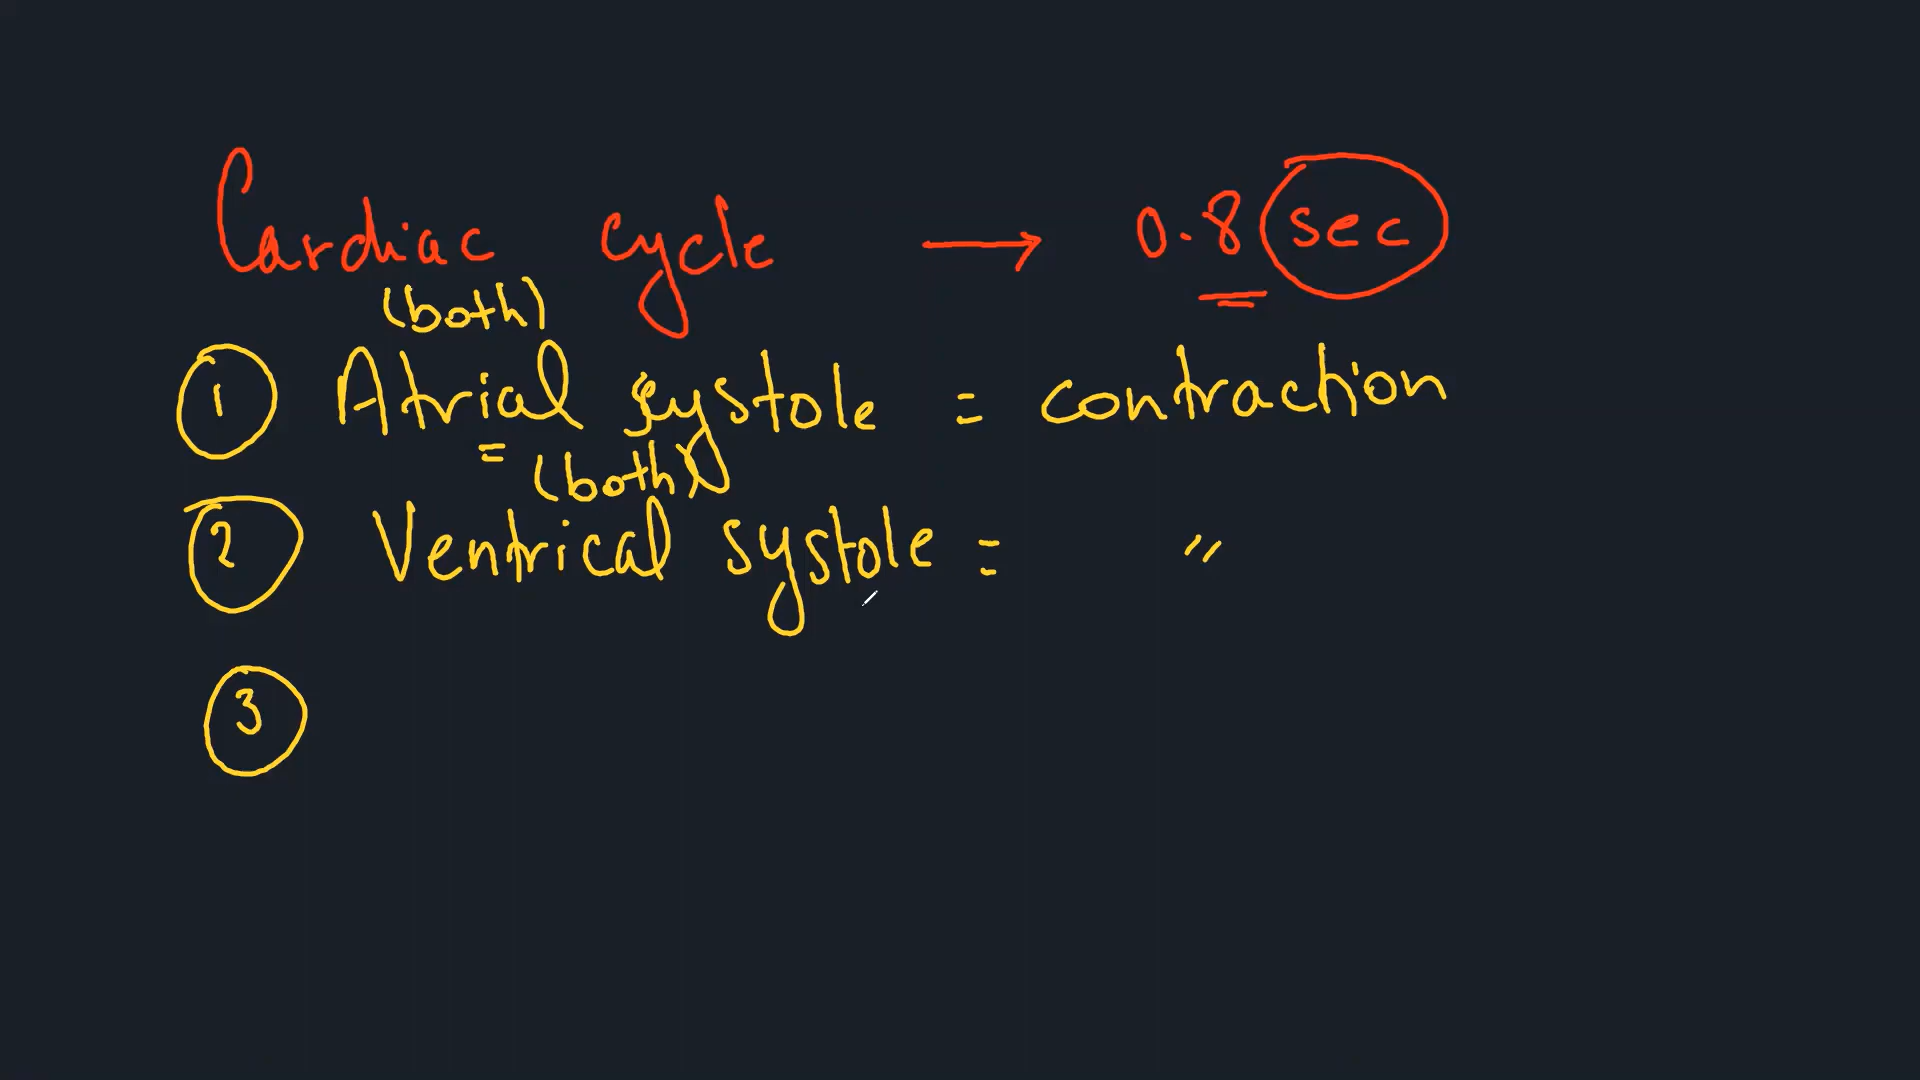 Cardiac cycle → 0.8 sec
(both)
1 Atrial systole = contraction
(both)
2 Ventrical systole = "
3